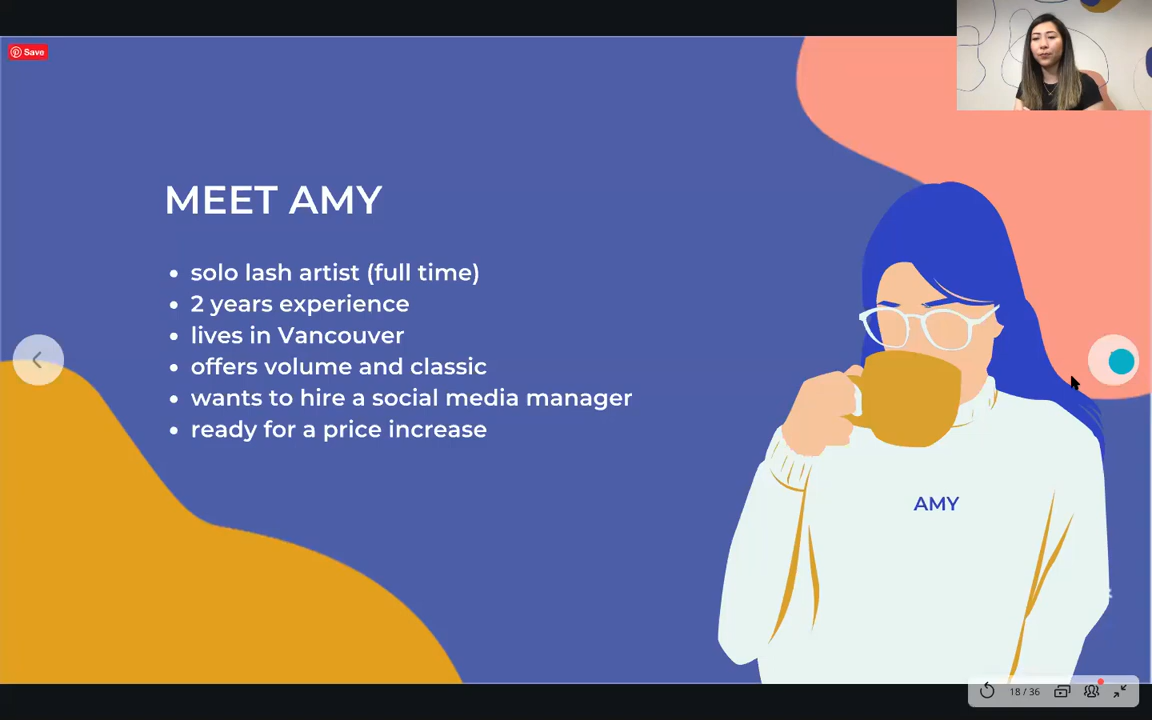 Save
MEET AMY
• solo lash artist (full time)
• 2 years experience
• lives in Vancouver
• offers volume and classic
• wants to hire a social media manager
• ready for a price increase
AMY
18 / 36